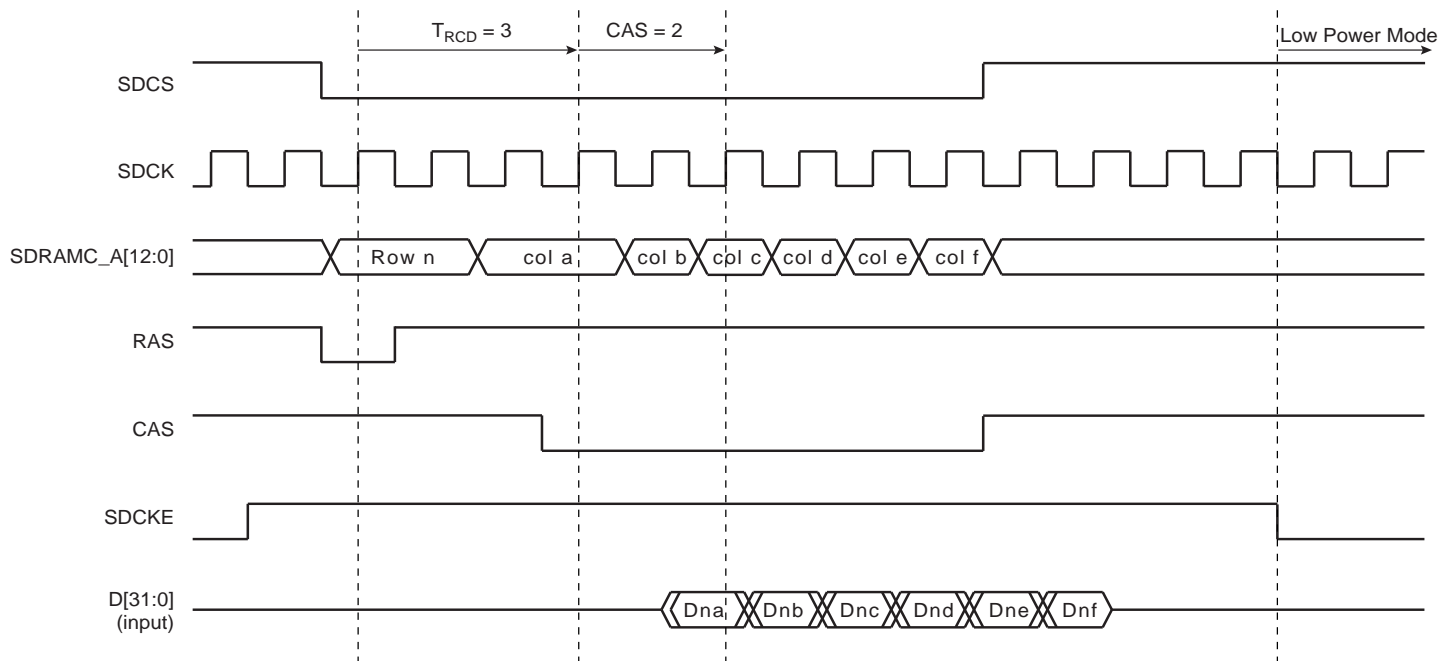 TRCD = 3
CAS = 2
Low Power Mode
SDCS
SDCK
SDRAMC_A[12:0]
Row n
col a
col b
col c
col d
col e
col f
RAS
CAS
SDCKE
D[31:0]
(input)
Dna
Dnb
Dnc
Dnd
Dne
Dnf